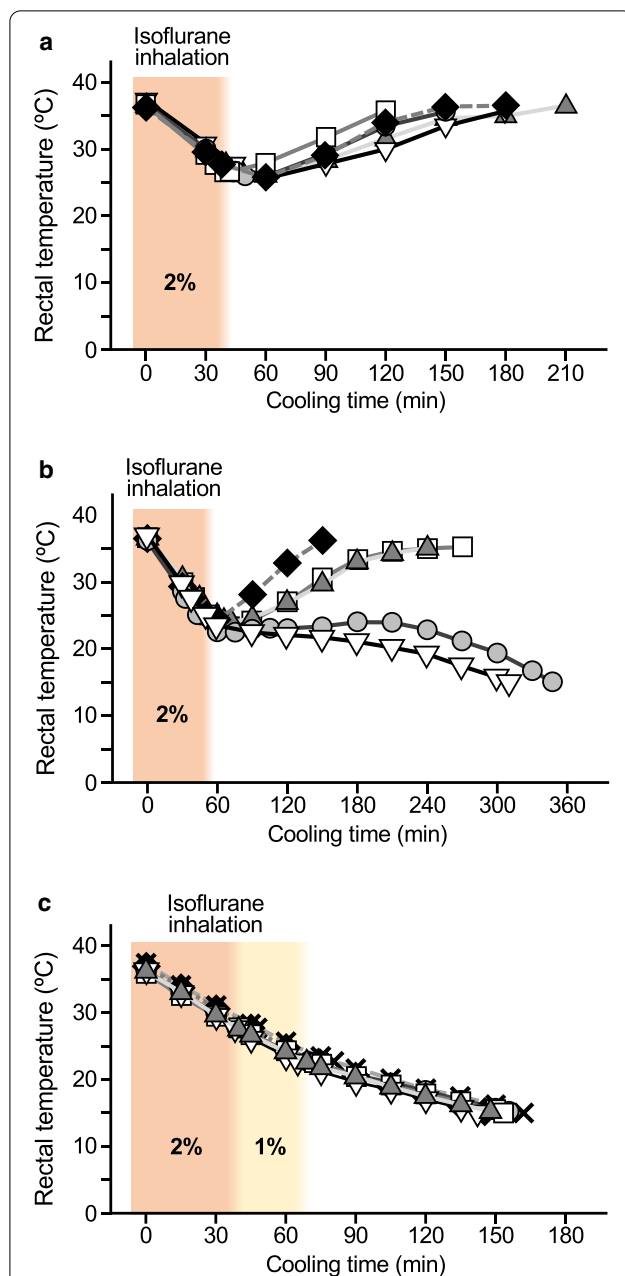 a
Isoflurane
inhalation
40
30
20
10
0
Rectal temperature (ºC)
2%
0 30 60 90 120 150 180 210
Cooling time (min)
b
Isoflurane
inhalation
40
30
20
10
0
Rectal temperature (ºC)
2%
0 60 120 180 240 300 360
Cooling time (min)
c
Isoflurane
inhalation
40
30
20
10
0
Rectal temperature (ºC)
2% 1%
0 30 60 90 120 150 180
Cooling time (min)